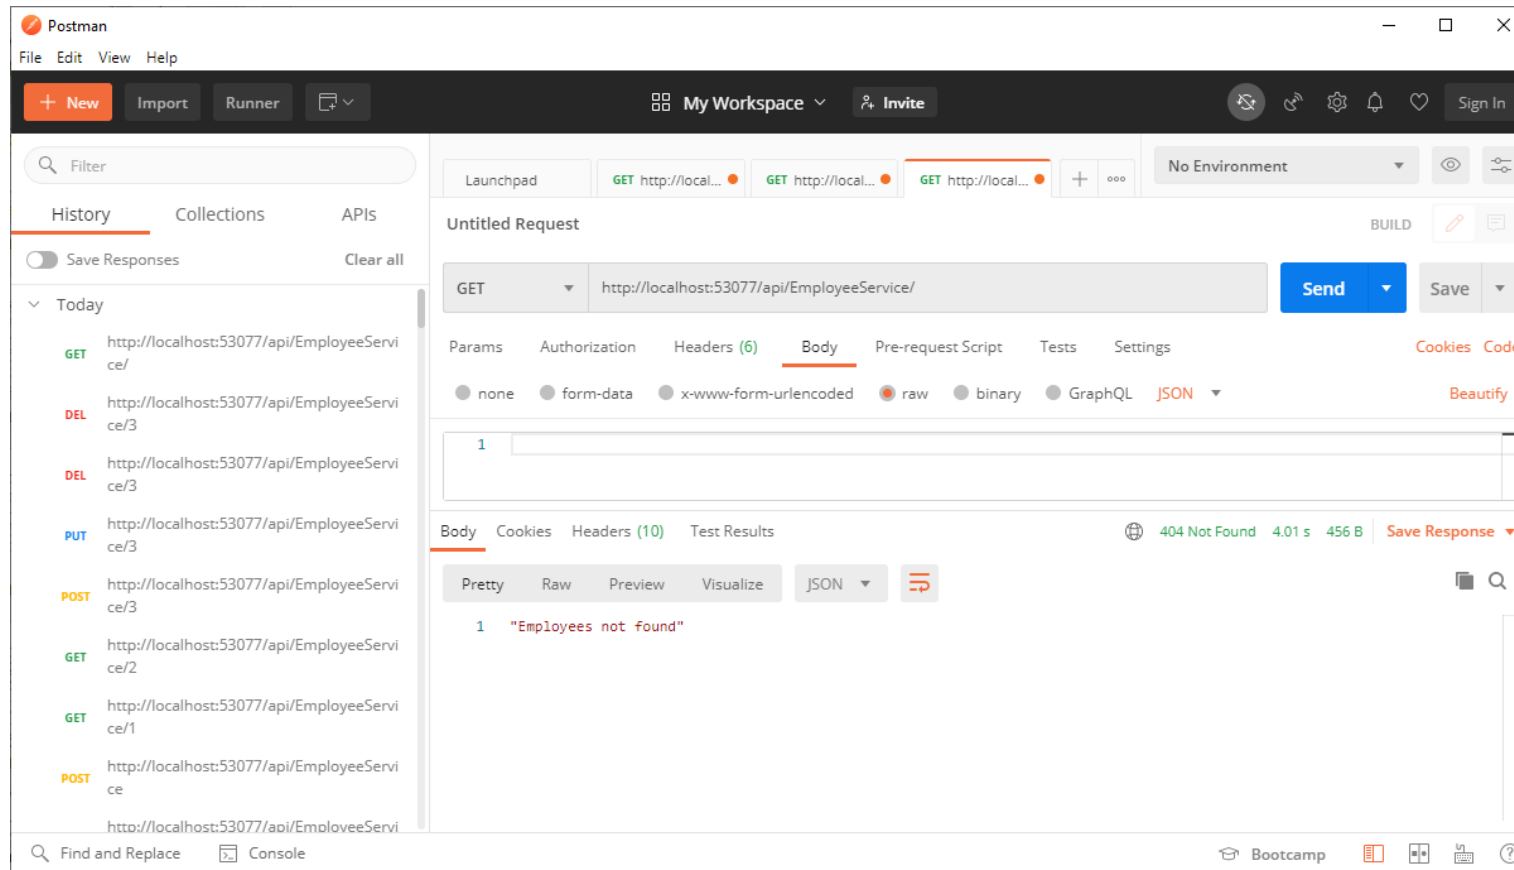 Postman
File Edit View Help
New Import Runner My Workspace Invite Sign In
Filter
History Collections APIs
Save Responses Clear all
Today
GET http://localhost:53077/api/EmployeeServi
ce/
DEL http://localhost:53077/api/EmployeeServi
ce/3
DEL http://localhost:53077/api/EmployeeServi
ce/3
PUT http://localhost:53077/api/EmployeeServi
ce/3
POST http://localhost:53077/api/EmployeeServi
ce/3
GET http://localhost:53077/api/EmployeeServi
ce/2
GET http://localhost:53077/api/EmployeeServi
ce/1
POST http://localhost:53077/api/EmployeeServi
ce
http://localhost:53077/api/EmployeeServi
Launchpad GET http://local... GET http://local... GET http://local... No Environment
Untitled Request BUILD
GET http://localhost:53077/api/EmployeeService/ Send Save
Params Authorization Headers (6) Body Pre-request Script Tests Settings Cookies Code
none form-data x-www-form-urlencoded raw binary GraphQL JSON Beautify
1
Body Cookies Headers (10) Test Results 404 Not Found 4.01 s 456 B Save Response
Pretty Raw Preview Visualize JSON
1 "Employees not found"
Find and Replace Console Bootcamp